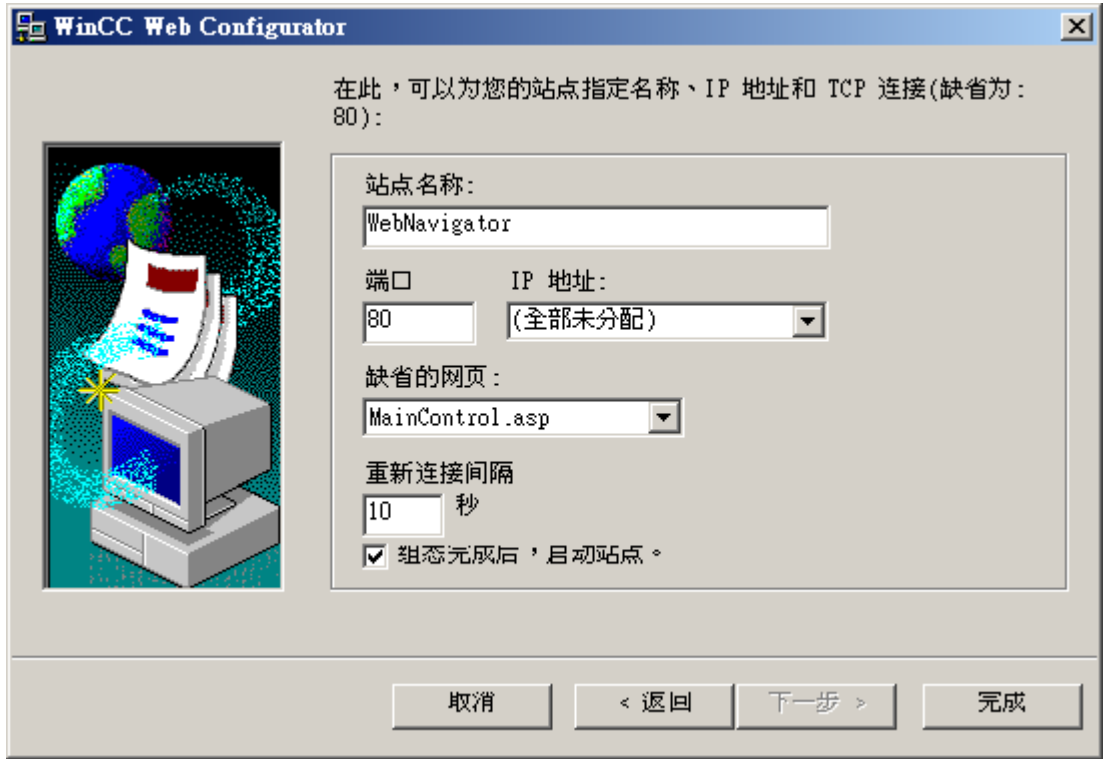 WinCC Web Configurator
在此，可以为您的站点指定名称、IP 地址和 TCP 连接(缺省为:
80):
站点名称:
WebNavigator
端口 IP 地址:
80 (全部未分配)
缺省的网页:
MainControl.asp
重新连接间隔
10 秒
组态完成后，启动站点。
取消 < 返回 下一步 > 完成